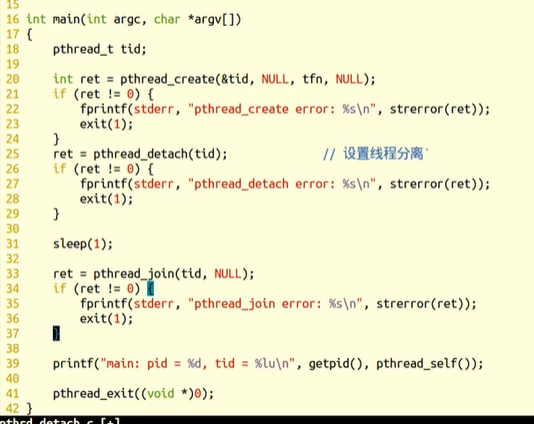 15
16 int main(int argc, char *argv[])
17 {
18     pthread_t tid;
19
20     int ret = pthread_create(&tid, NULL, tfn, NULL);
21     if (ret != 0) {
22         fprintf(stderr, "pthread_create error: %s\n", strerror(ret));
23         exit(1);
24     }
25     ret = pthread_detach(tid);             // 设置线程分离`
26     if (ret != 0) {
27         fprintf(stderr, "pthread_detach error: %s\n", strerror(ret));
28         exit(1);
29     }
30
31     sleep(1);
32
33     ret = pthread_join(tid, NULL);
34     if (ret != 0) {
35         fprintf(stderr, "pthread_join error: %s\n", strerror(ret));
36         exit(1);
37     }
38
39     printf("main: pid = %d, tid = %lu\n", getpid(), pthread_self());
40
41     pthread_exit((void *)0);
42 }
pthrd_detach.c [+]